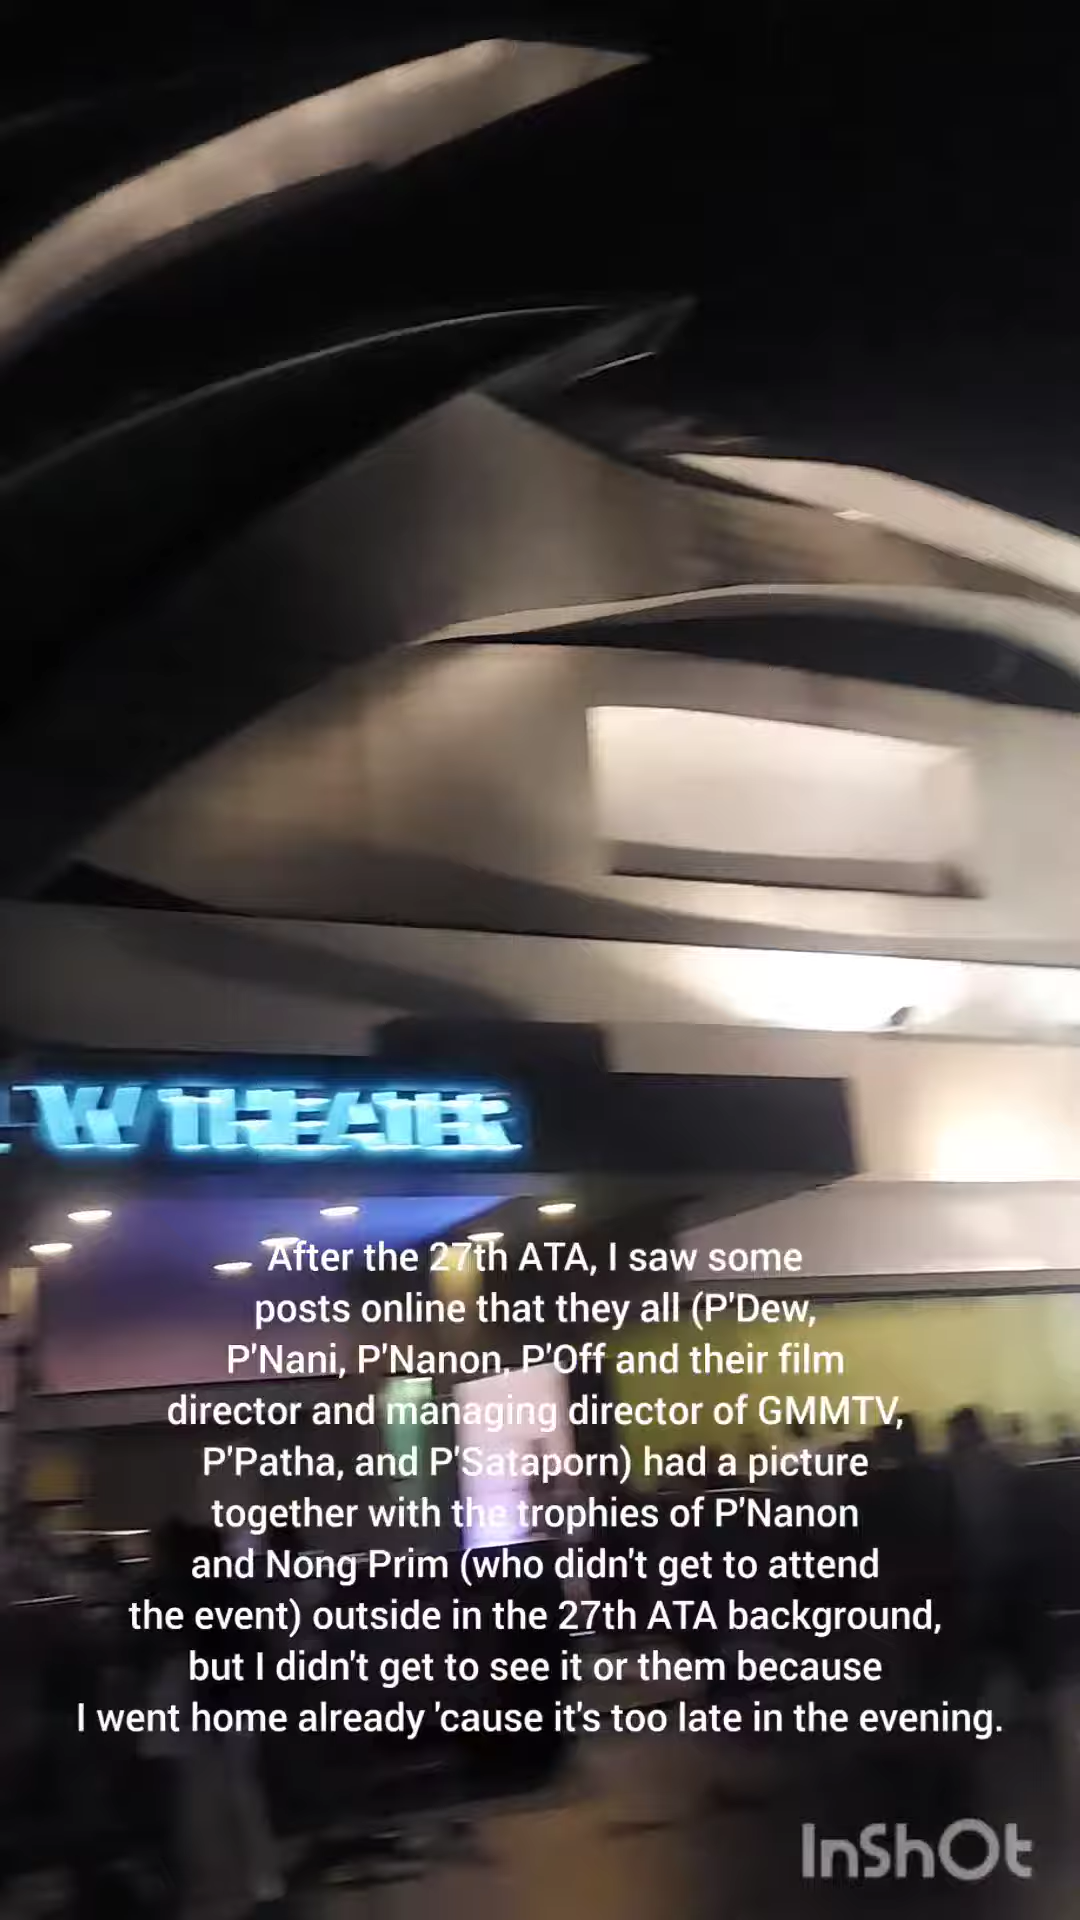 W THEATER
After the 27th ATA, I saw some
posts online that they all (P'Dew,
P'Nani, P'Nanon, P'Off and their film
director and managing director of GMMTV,
P'Patha, and P'Sataporn) had a picture
together with the trophies of P'Nanon
and Nong Prim (who didn't get to attend
the event) outside in the 27th ATA background,
but I didn't get to see it or them because
I went home already 'cause it's too late in the evening.
InShOt